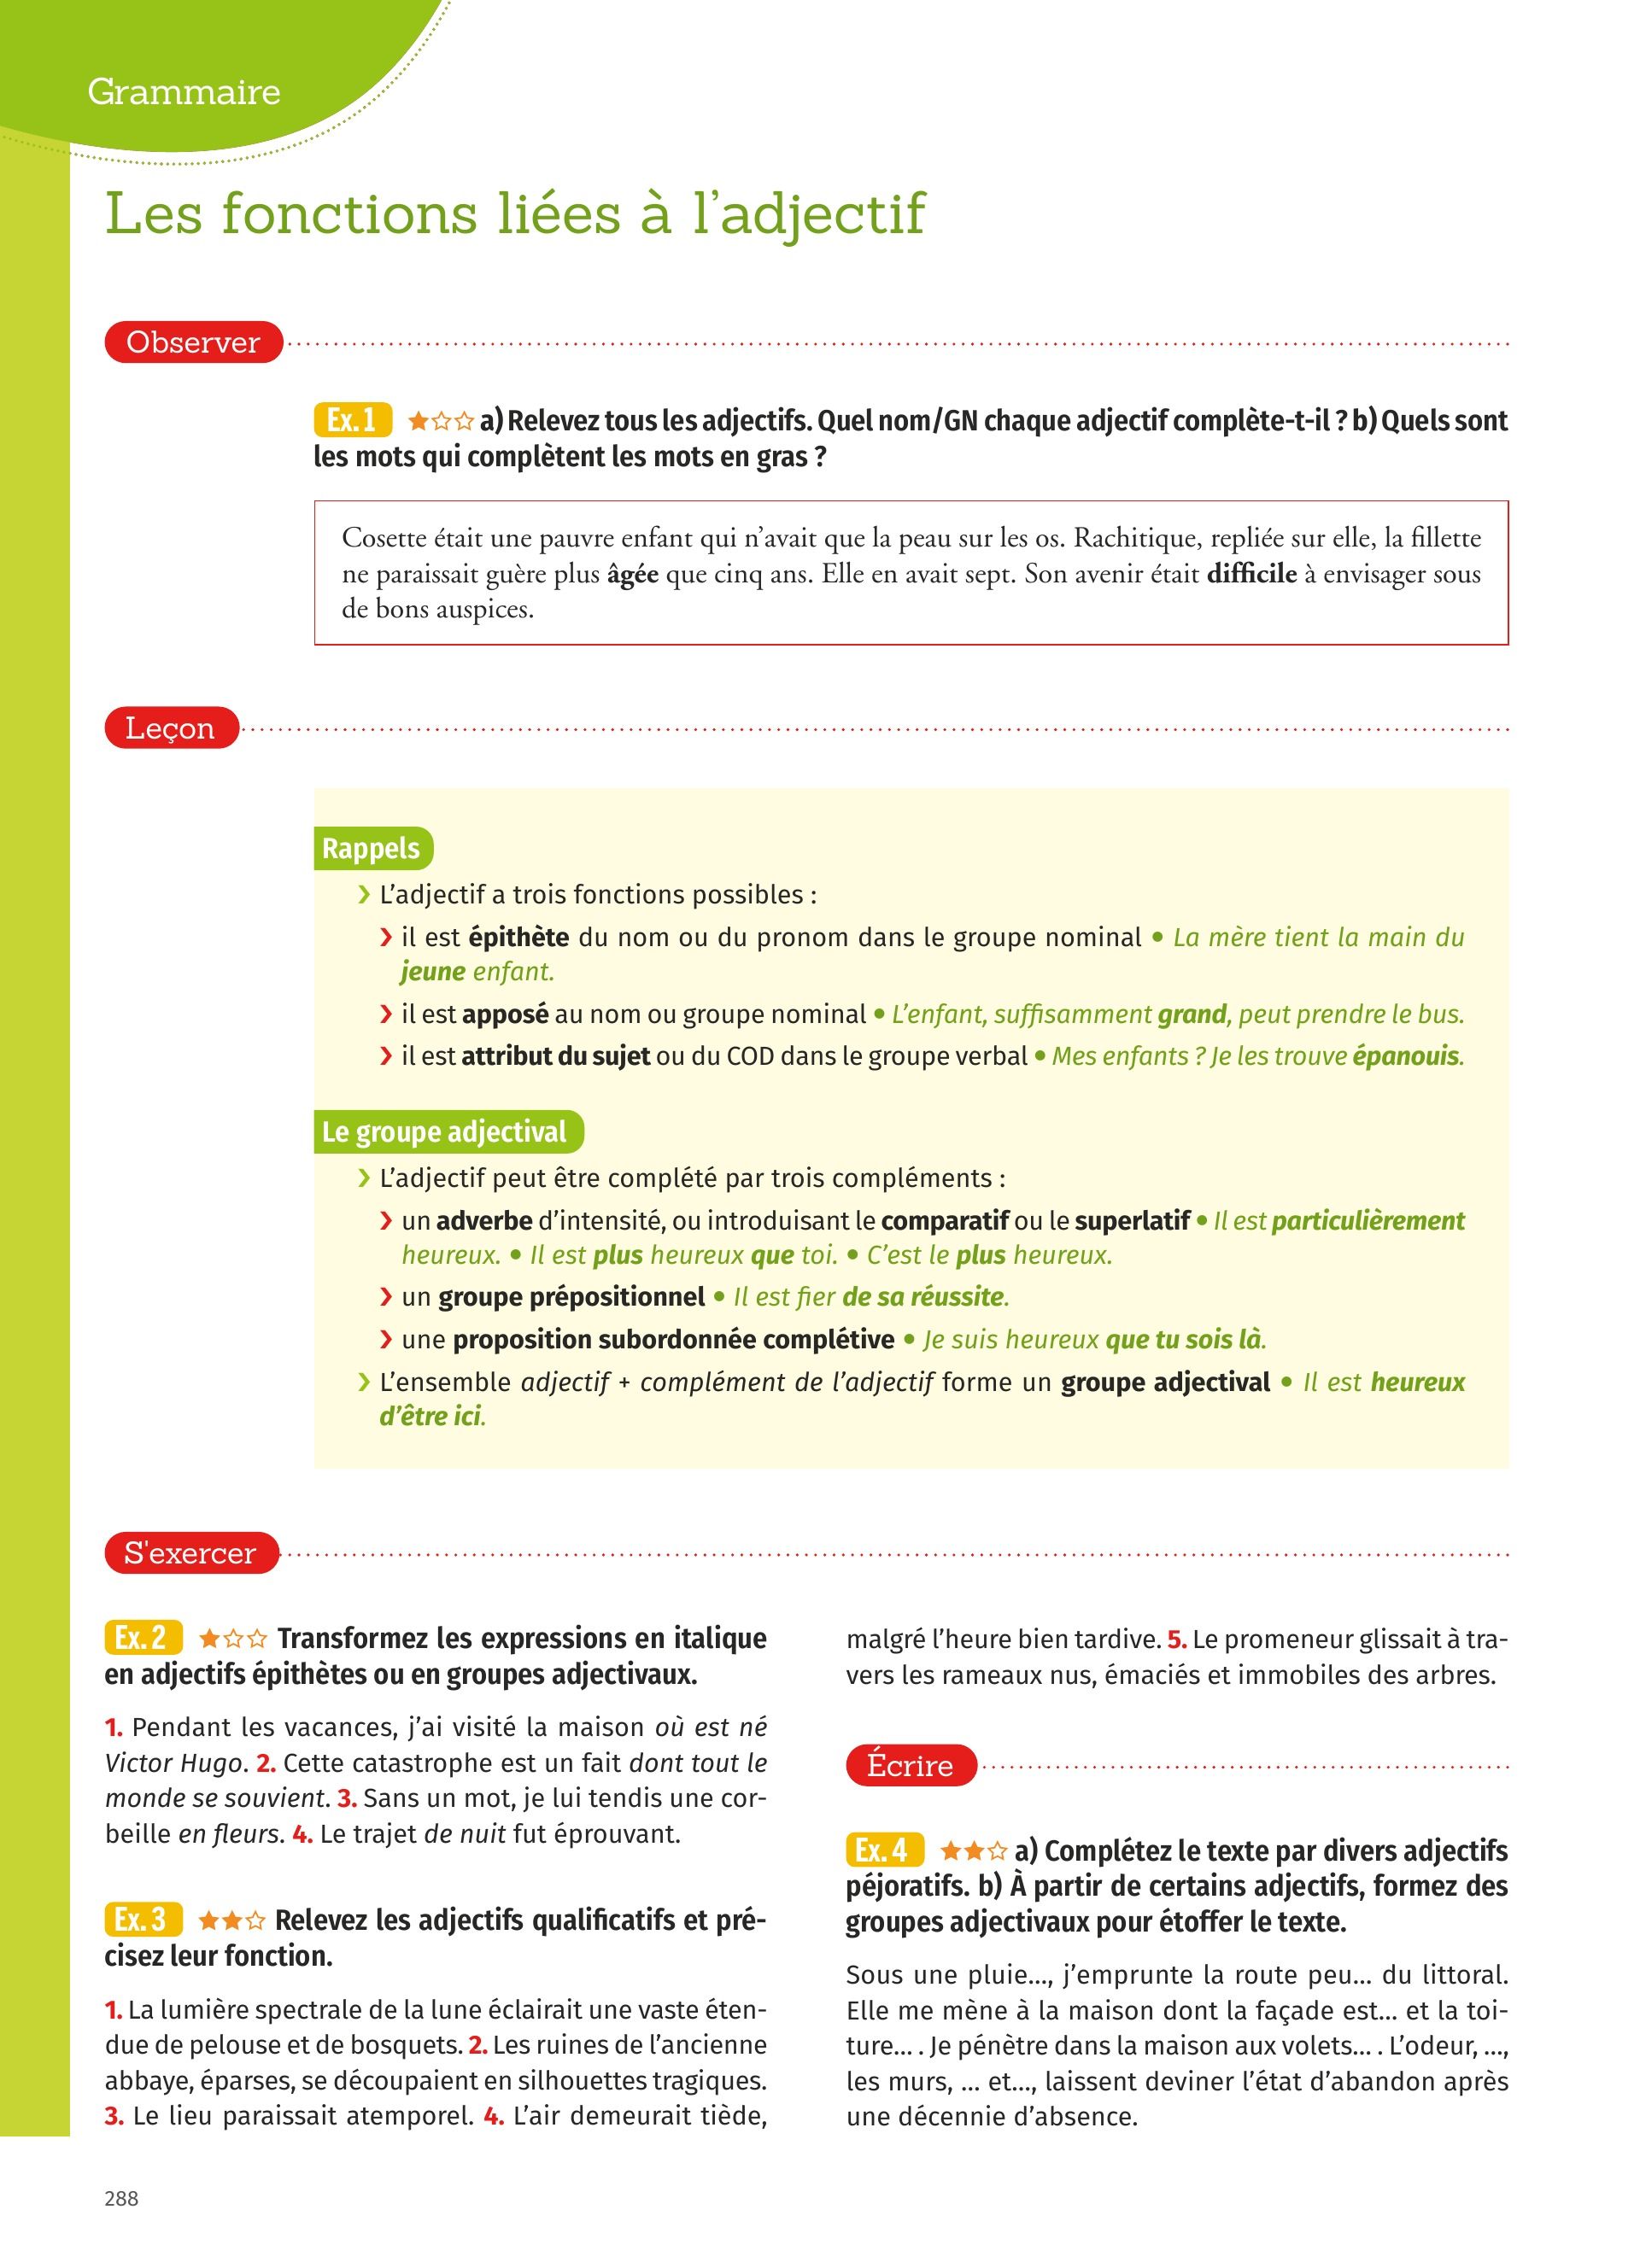 Grammaire
Les fonctions liées à l’adjectif
Observer
Ex. 1 ★☆☆ a) Relevez tous les adjectifs. Quel nom/GN chaque adjectif complète-t-il ? b) Quels sont
les mots qui complètent les mots en gras ?
Cosette était une pauvre enfant qui n’avait que la peau sur les os. Rachitique, repliée sur elle, la fillette
ne paraissait guère plus âgée que cinq ans. Elle en avait sept. Son avenir était difficile à envisager sous
de bons auspices.
Leçon
Rappels
› L’adjectif a trois fonctions possibles :
› il est épithète du nom ou du pronom dans le groupe nominal • La mère tient la main du
jeune enfant.
› il est apposé au nom ou groupe nominal • L’enfant, suffisamment grand, peut prendre le bus.
› il est attribut du sujet ou du COD dans le groupe verbal • Mes enfants ? Je les trouve épanouis.
Le groupe adjectival
› L’adjectif peut être complété par trois compléments :
› un adverbe d’intensité, ou introduisant le comparatif ou le superlatif • Il est particulièrement
heureux. • Il est plus heureux que toi. • C’est le plus heureux.
› un groupe prépositionnel • Il est fier de sa réussite.
› une proposition subordonnée complétive • Je suis heureux que tu sois là.
› L’ensemble adjectif + complément de l’adjectif forme un groupe adjectival • Il est heureux
d’être ici.
S'exercer
Ex. 2 ★☆☆ Transformez les expressions en italique
en adjectifs épithètes ou en groupes adjectivaux.
1. Pendant les vacances, j’ai visité la maison où est né
Victor Hugo. 2. Cette catastrophe est un fait dont tout le
monde se souvient. 3. Sans un mot, je lui tendis une cor-
beille en fleurs. 4. Le trajet de nuit fut éprouvant.
Ex. 3 ★★☆ Relevez les adjectifs qualificatifs et pré-
cisez leur fonction.
1. La lumière spectrale de la lune éclairait une vaste éten-
due de pelouse et de bosquets. 2. Les ruines de l’ancienne
abbaye, éparses, se découpaient en silhouettes tragiques.
3. Le lieu paraissait atemporel. 4. L’air demeurait tiède,
malgré l’heure bien tardive. 5. Le promeneur glissait à tra-
vers les rameaux nus, émaciés et immobiles des arbres.
Écrire
Ex. 4 ★★☆ a) Complétez le texte par divers adjectifs
péjoratifs. b) À partir de certains adjectifs, formez des
groupes adjectivaux pour étoffer le texte.
Sous une pluie…, j’emprunte la route peu… du littoral.
Elle me mène à la maison dont la façade est… et la toi-
ture… . Je pénètre dans la maison aux volets… . L’odeur, …,
les murs, … et…, laissent deviner l’état d’abandon après
une décennie d’absence.
288